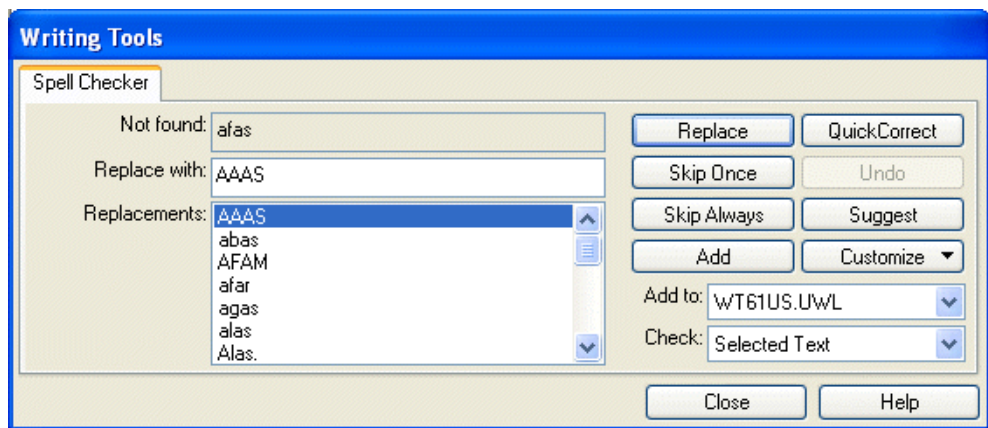 Writing Tools
Spell Checker
Not found: afas
Replace with: AAAS
Replacements: AAAS
abas
AFAM
afar
agas
alas
Alas.
Replace QuickCorrect
Skip Once Undo
Skip Always Suggest
Add Customize
Add to: WT61US.UWL
Check: Selected Text
Close Help